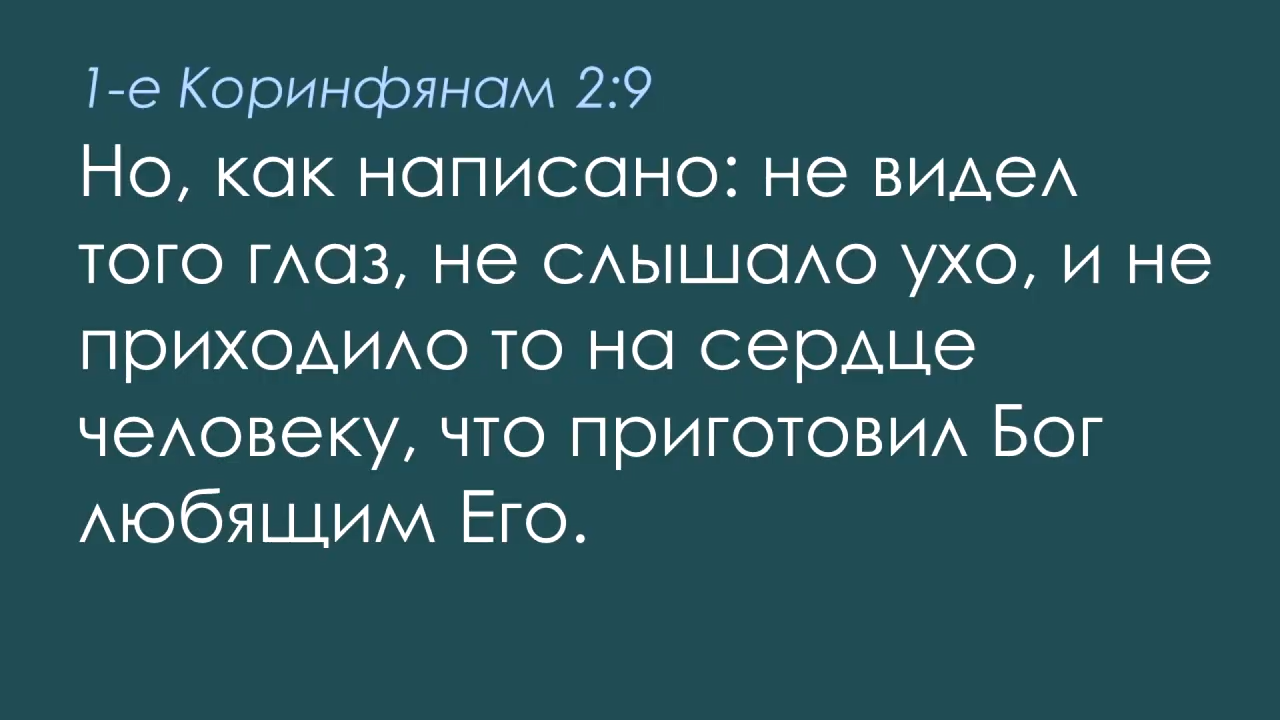 1-е Коринфянам 2:9
Но, как написано: не видел
того глаз, не слышало ухо, и не
приходило то на сердце
человеку, что приготовил Бог
любящим Его.